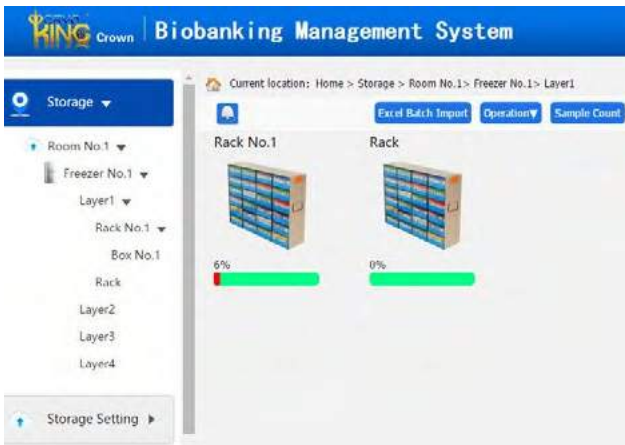 KING Crown
Biobanking Management System
Storage
Room No.1
Freezer No.1
Layer1
Rack No.1
Box No.1
Rack
Layer2
Layer3
Layer4
Storage Setting
Current location: Home > Storage > Room No.1> Freezer No.1> Layer1
Excel Batch Import Operation▼ Sample Count
Rack No.1 Rack
6% 0%